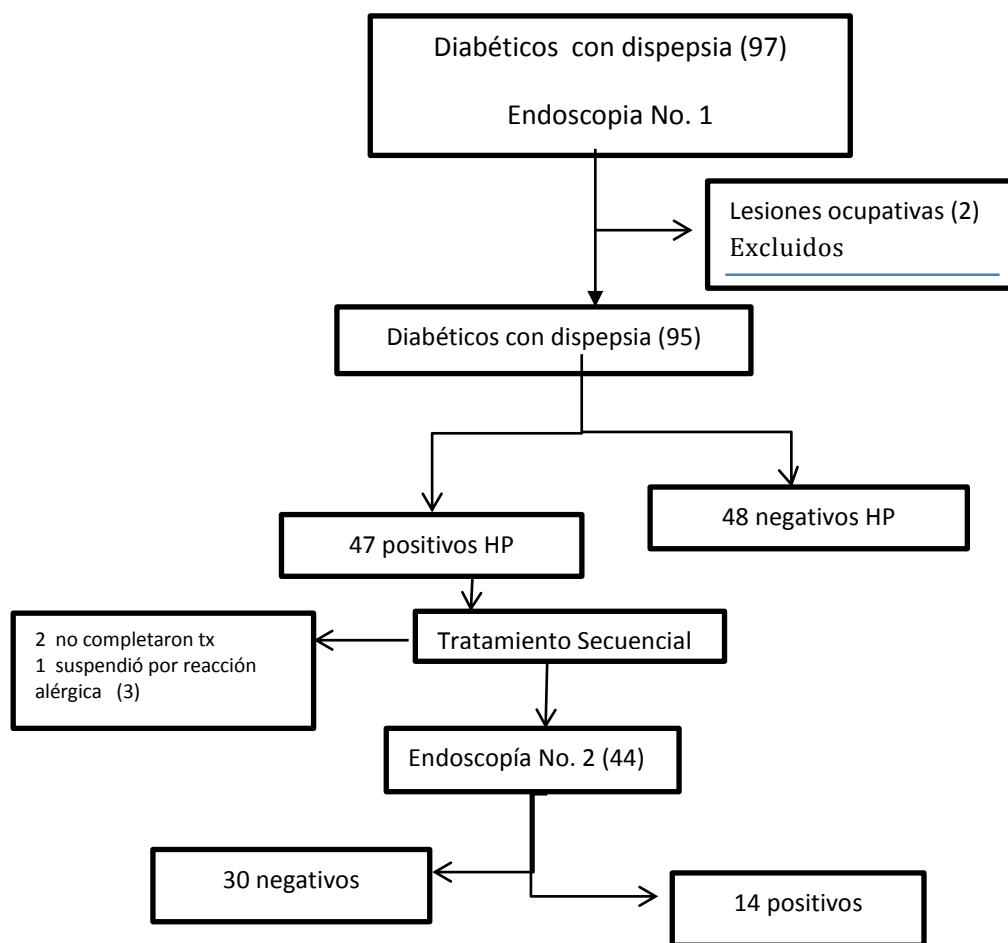 Diabéticos con dispepsia (97)
Endoscopia No. 1
Lesiones ocupativas (2)
Excluidos
Diabéticos con dispepsia (95)
48 negativos HP
47 positivos HP
2 no completaron tx
1 suspendió por reacción
alérgica (3)
Tratamiento Secuencial
Endoscopía No. 2 (44)
30 negativos
14 positivos